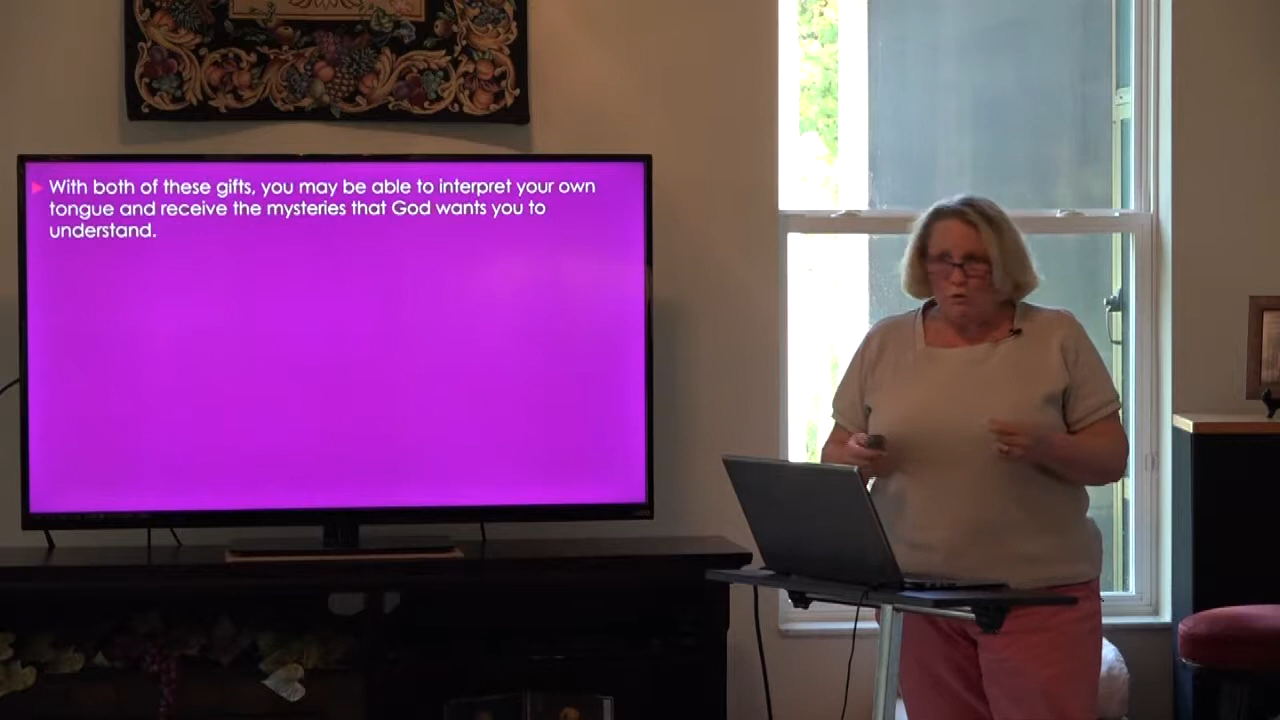 With both of these gifts, you may be able to interpret your own
tongue and receive the mysteries that God wants you to
understand.